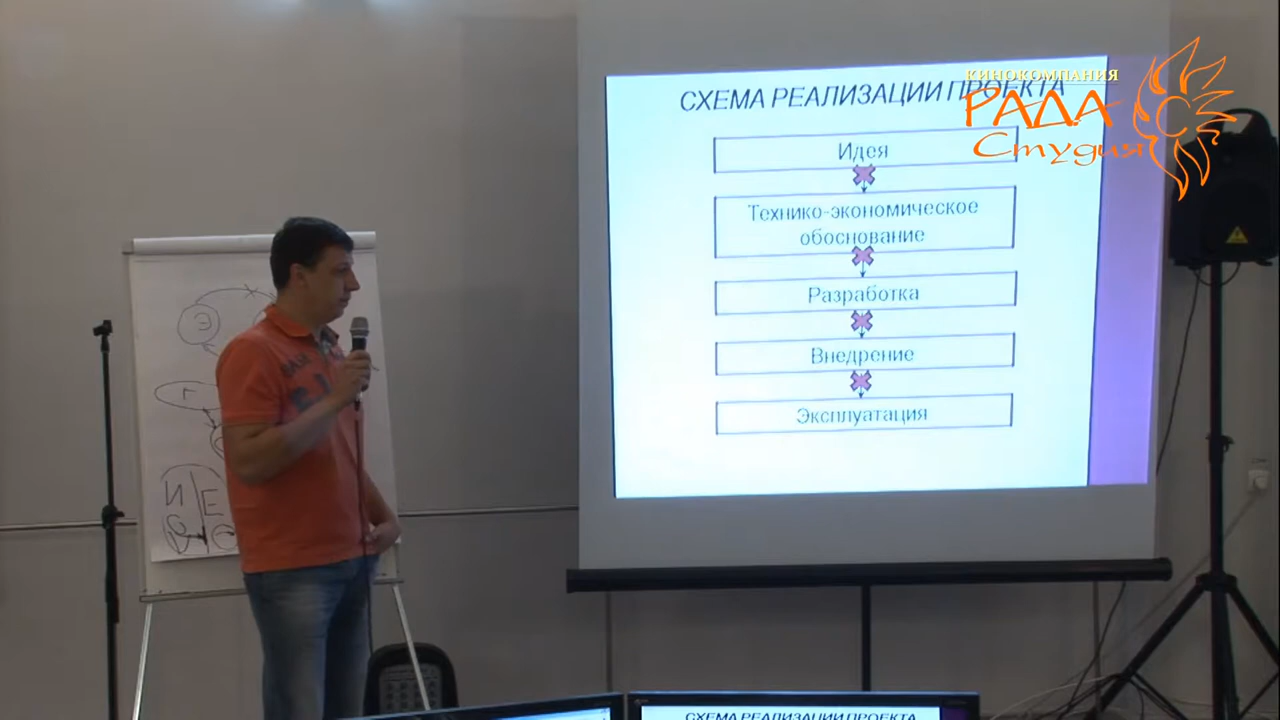 КИНОКОМПАНИЯ
РАДА
Студия
СХЕМА РЕАЛИЗАЦИИ ПРОЕКТА
Идея
Технико-экономическое
обоснование
Разработка
Внедрение
Эксплуатация
Э
Г
И Е
СХЕМА РЕАЛИЗАЦИИ ПРОЕКТА